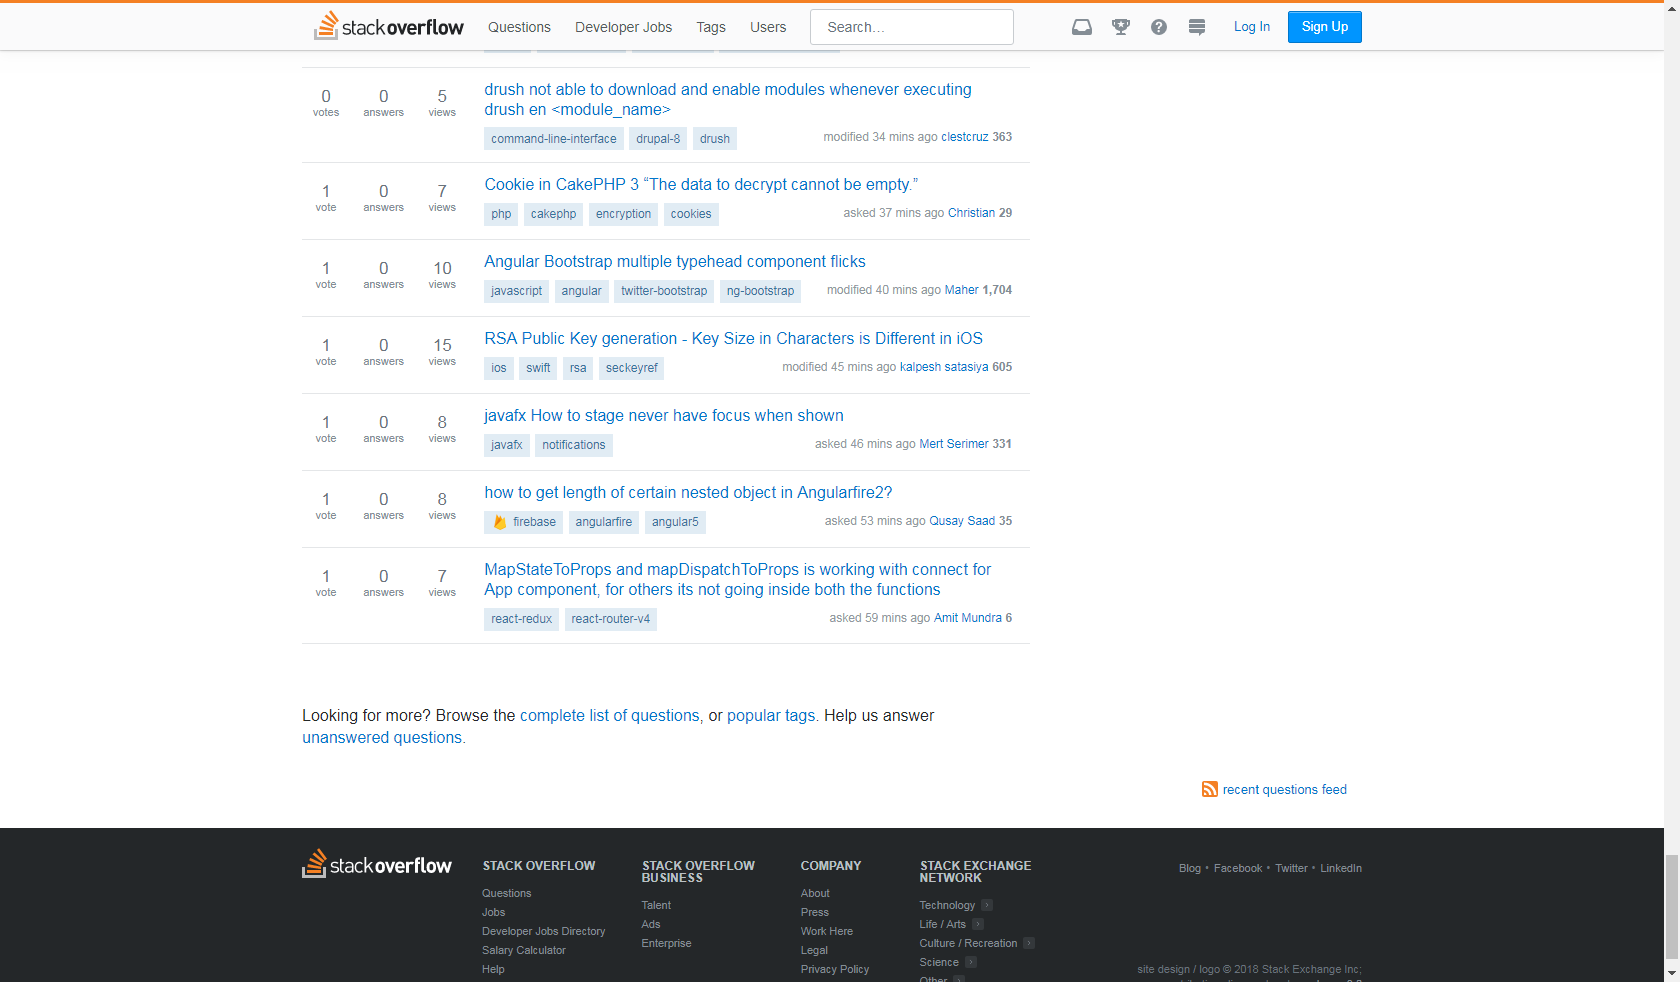 stackoverflow Questions Developer Jobs Tags Users Search... Log In Sign Up
0 votes 0 answers 5 views
drush not able to download and enable modules whenever executing
drush en <module_name>
command-line-interface drupal-8 drush
modified 34 mins ago clestcruz 363
1 vote 0 answers 7 views
Cookie in CakePHP 3 “The data to decrypt cannot be empty.”
php cakephp encryption cookies
asked 37 mins ago Christian 29
1 vote 0 answers 10 views
Angular Bootstrap multiple typehead component flicks
javascript angular twitter-bootstrap ng-bootstrap
modified 40 mins ago Maher 1,704
1 vote 0 answers 15 views
RSA Public Key generation - Key Size in Characters is Different in iOS
ios swift rsa seckeyref
modified 45 mins ago kalpesh satasiya 605
1 vote 0 answers 8 views
javafx How to stage never have focus when shown
javafx notifications
asked 46 mins ago Mert Serimer 331
1 vote 0 answers 8 views
how to get length of certain nested object in Angularfire2?
firebase angularfire angular5
asked 53 mins ago Qusay Saad 35
1 vote 0 answers 7 views
MapStateToProps and mapDispatchToProps is working with connect for
App component, for others its not going inside both the functions
react-redux react-router-v4
asked 59 mins ago Amit Mundra 6
Looking for more? Browse the complete list of questions, or popular tags. Help us answer
unanswered questions.
recent questions feed
stackoverflow
STACK OVERFLOW
Questions
Jobs
Developer Jobs Directory
Salary Calculator
Help
STACK OVERFLOW
BUSINESS
Talent
Ads
Enterprise
COMPANY
About
Press
Work Here
Legal
Privacy Policy
STACK EXCHANGE
NETWORK
Technology
Life / Arts
Culture / Recreation
Science
Other
Blog • Facebook • Twitter • LinkedIn
site design / logo © 2018 Stack Exchange Inc;